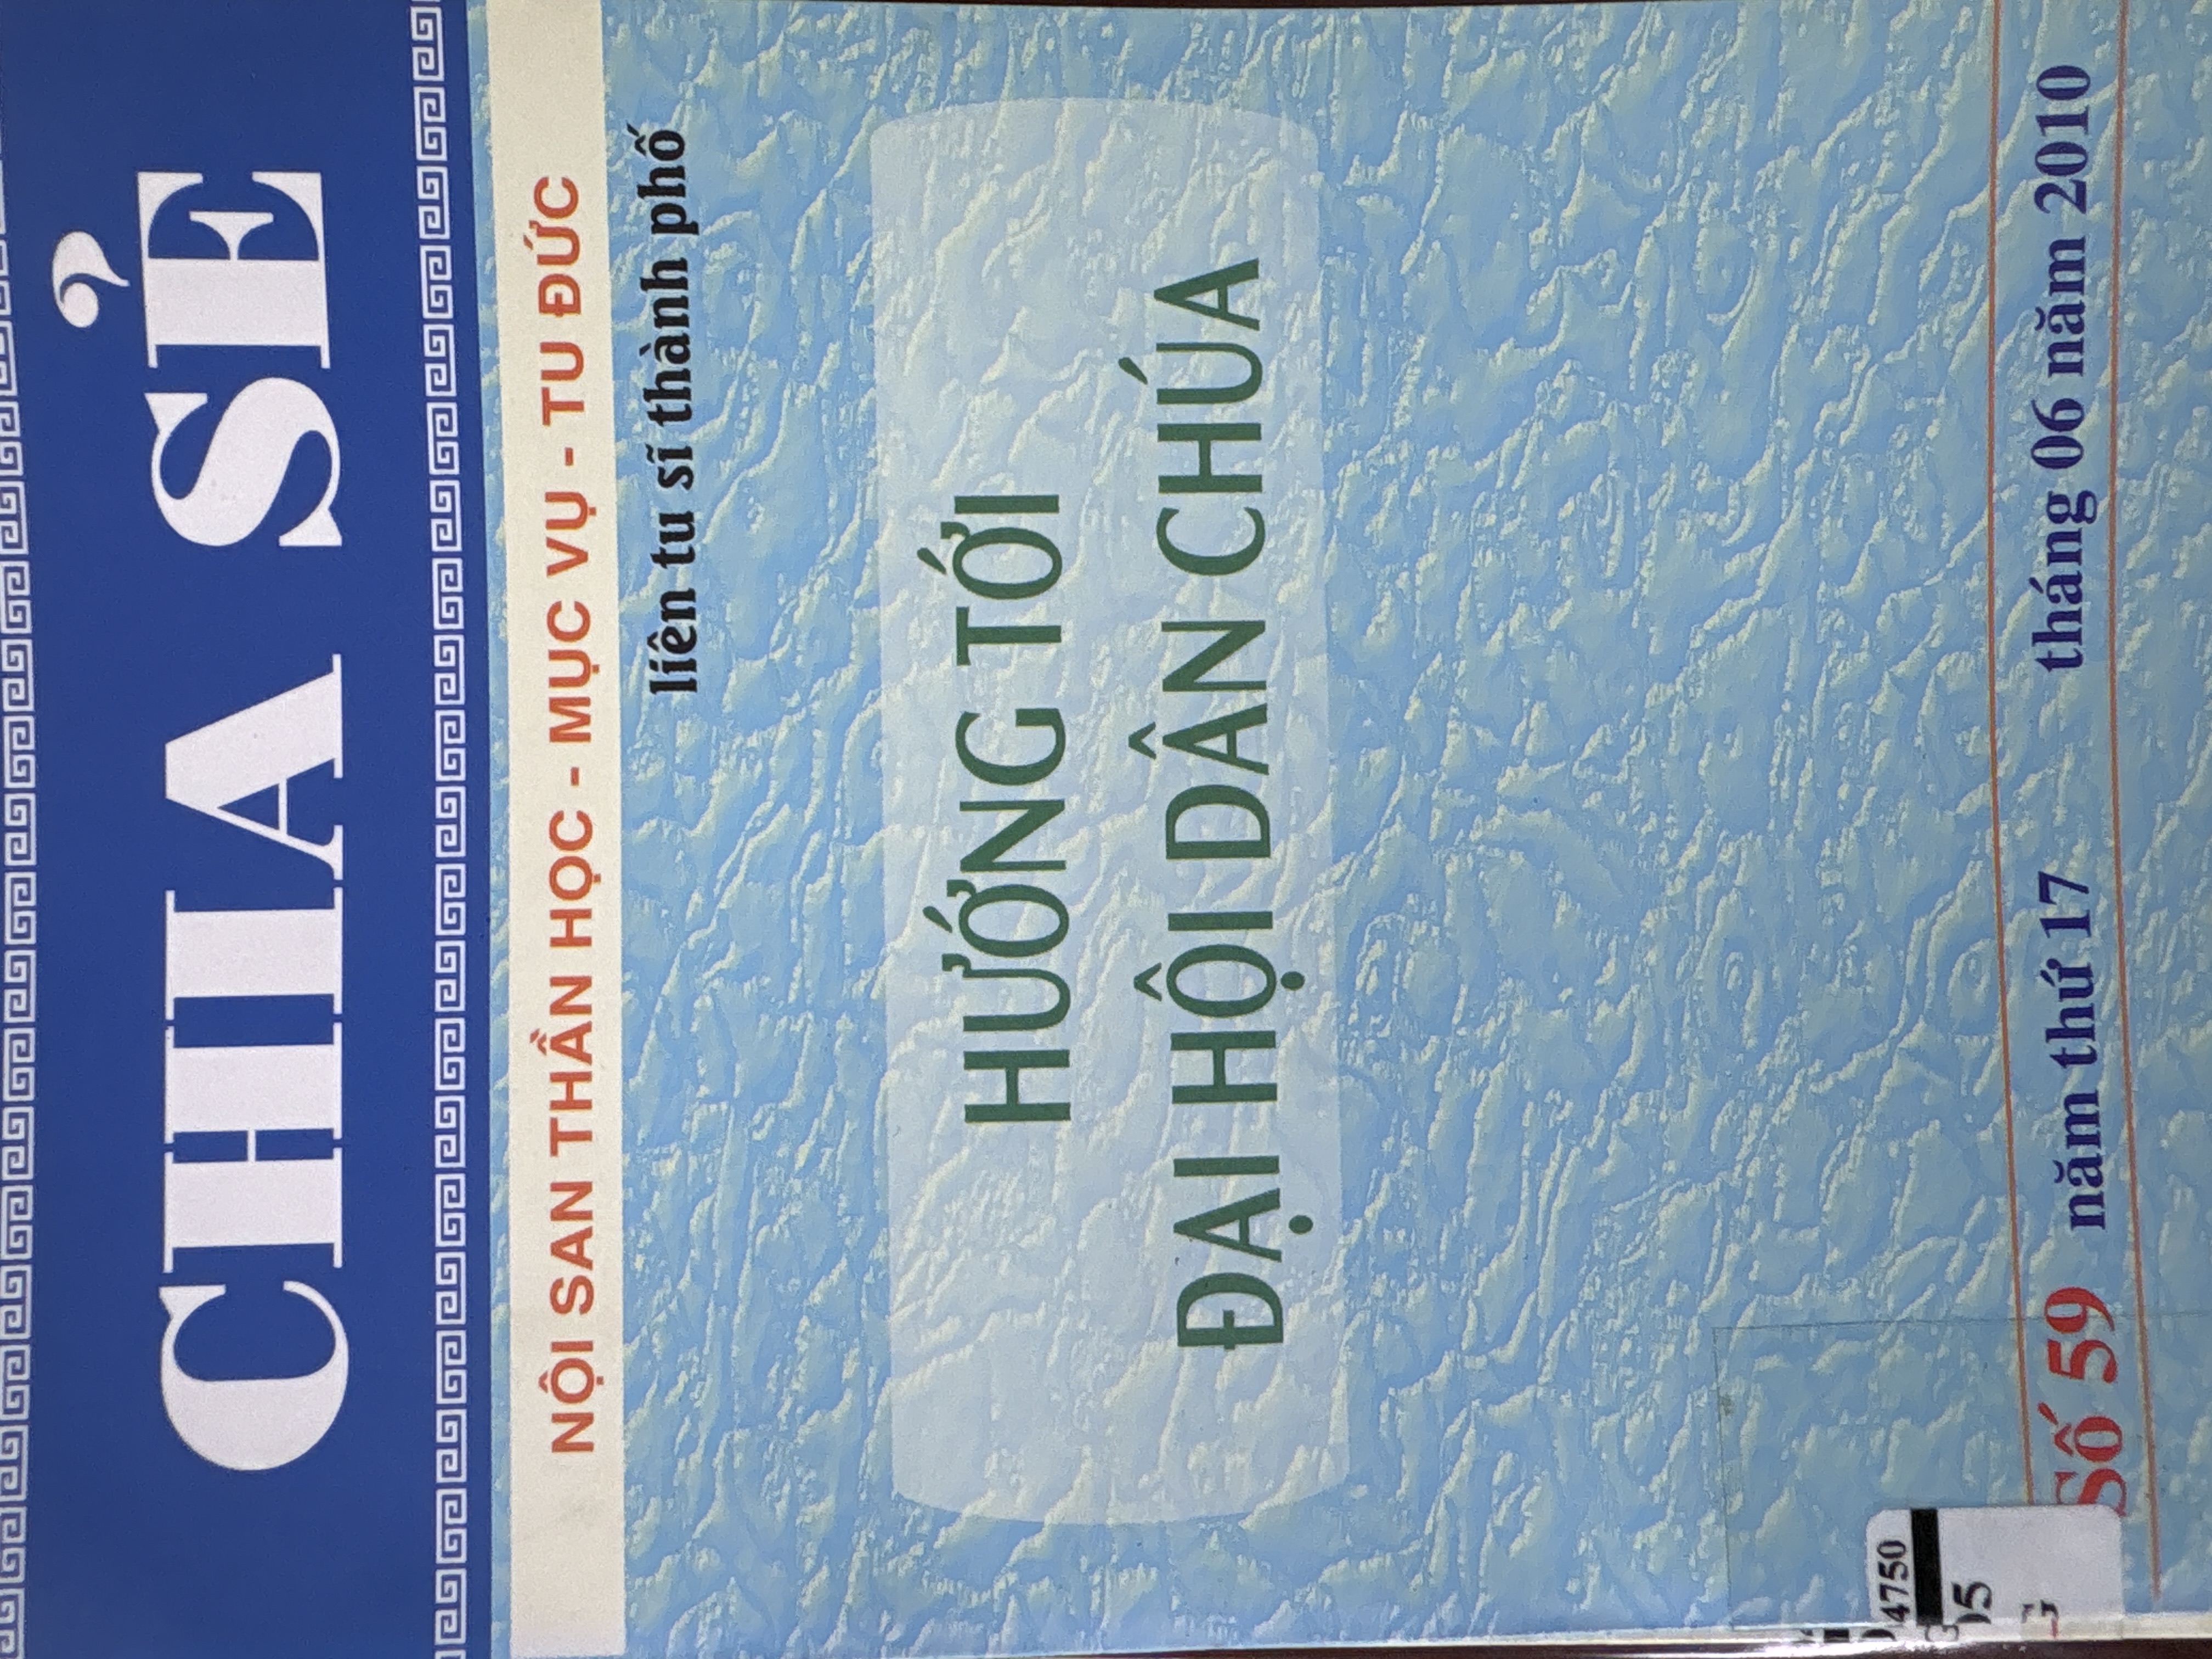 CHIA SẺ
NỘI SAN THẦN HỌC - MỤC VỤ - TU ĐỨC
liên tu sĩ thành phố
HƯỚNG TỚI
ĐẠI HỘI DÂN CHÚA
Số 59 năm thứ 17 tháng 06 năm 2010